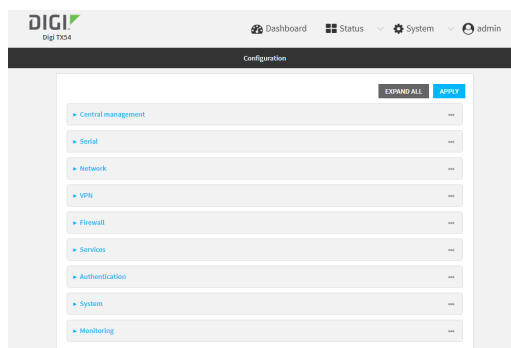 DIGI
Digi TX54
Dashboard Status System admin
Configuration
EXPAND ALL APPLY
Central management
Serial
Network
VPN
Firewall
Services
Authentication
System
Monitoring